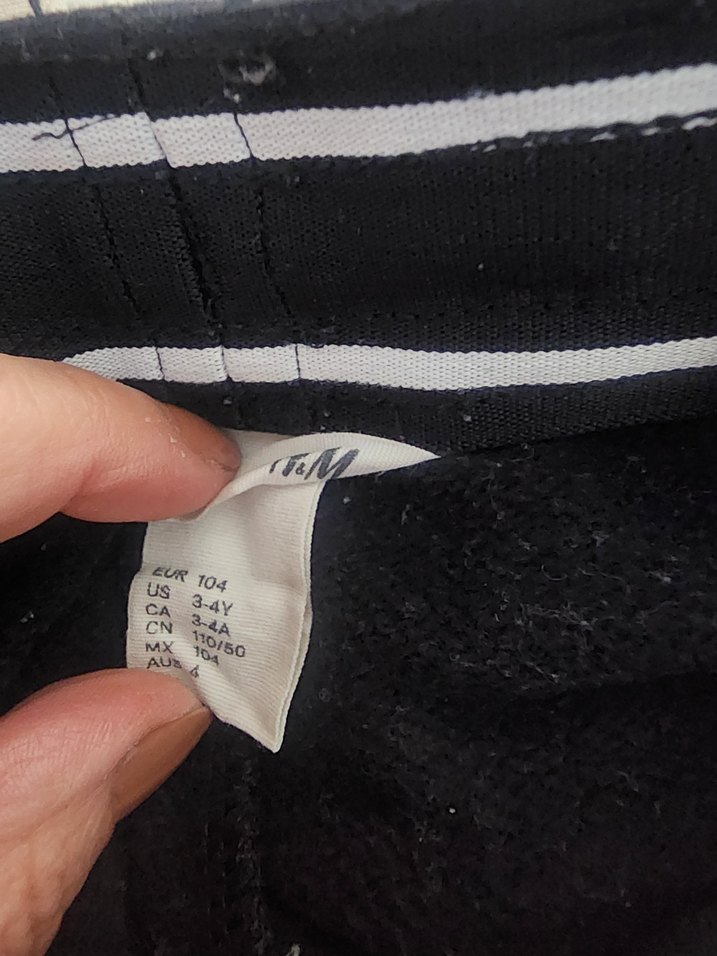 H&M
EUR 104
US 3-4Y
CA 3-4A
CN 110/50
MX 104
AUS 4